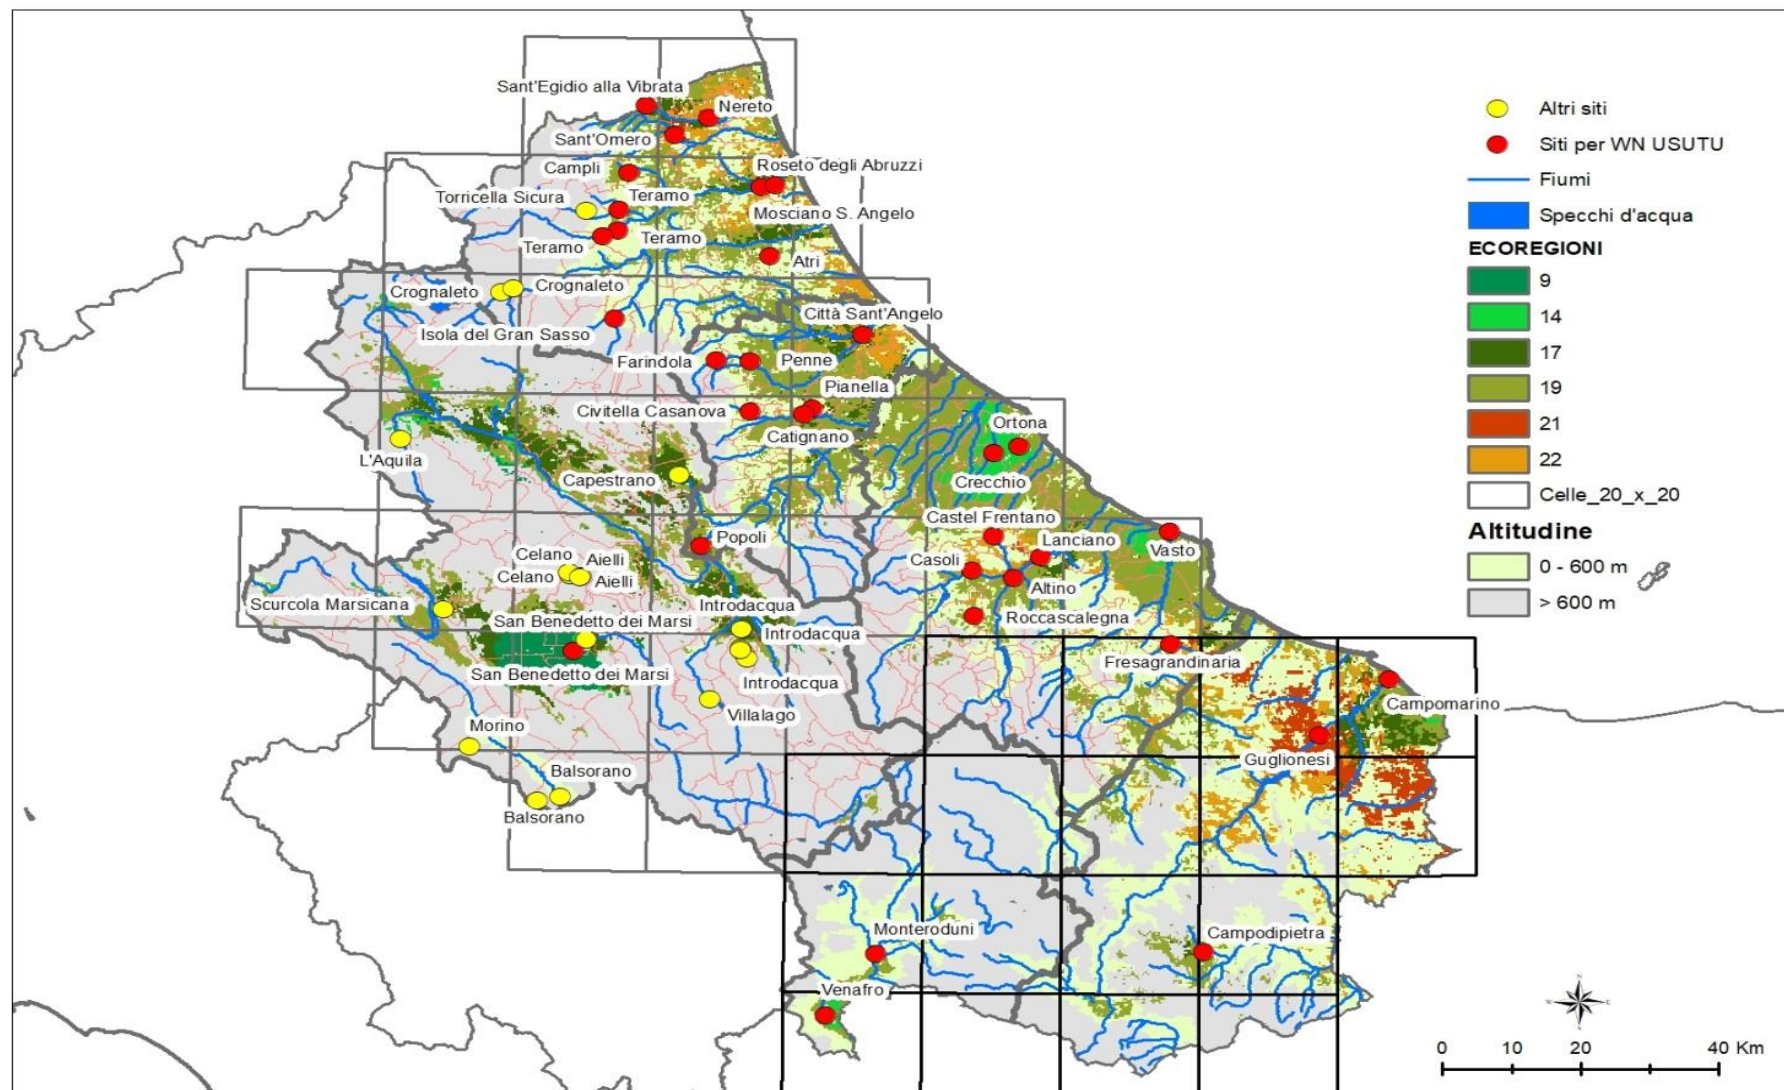 Sant'Egidio alla Vibrata
Nereto
Sant'Omero
Campli
Roseto degli Abruzzi
Torricella Sicura
Teramo
Mosciano S. Angelo
Teramo
Teramo
Atri
Crognaleto
Crognaleto
Isola del Gran Sasso
Città Sant'Angelo
Farindola
Penne
Pianella
Civitella Casanova
Catignano
Ortona
L'Aquila
Capestrano
Crecchio
Castel Frentano
Popoli
Lanciano
Vasto
Celano
Aielli
Celano
Aielli
Casoli
Altino
Scurcola Marsicana
Introdacqua
San Benedetto dei Marsi
Introdacqua
Roccascalegna
Fresagrandinaria
San Benedetto dei Marsi
Introdacqua
Villalago
Campomarino
Morino
Guglionesi
Balsorano
Balsorano
Monteroduni
Campodipietra
Venafro
Altri siti
Siti per WN USUTU
Fiumi
Specchi d'acqua
ECOREGIONI
9
14
17
19
21
22
Celle_20_x_20
Altitudine
0 - 600 m
> 600 m
N
W E
S
0 10 20 40 Km